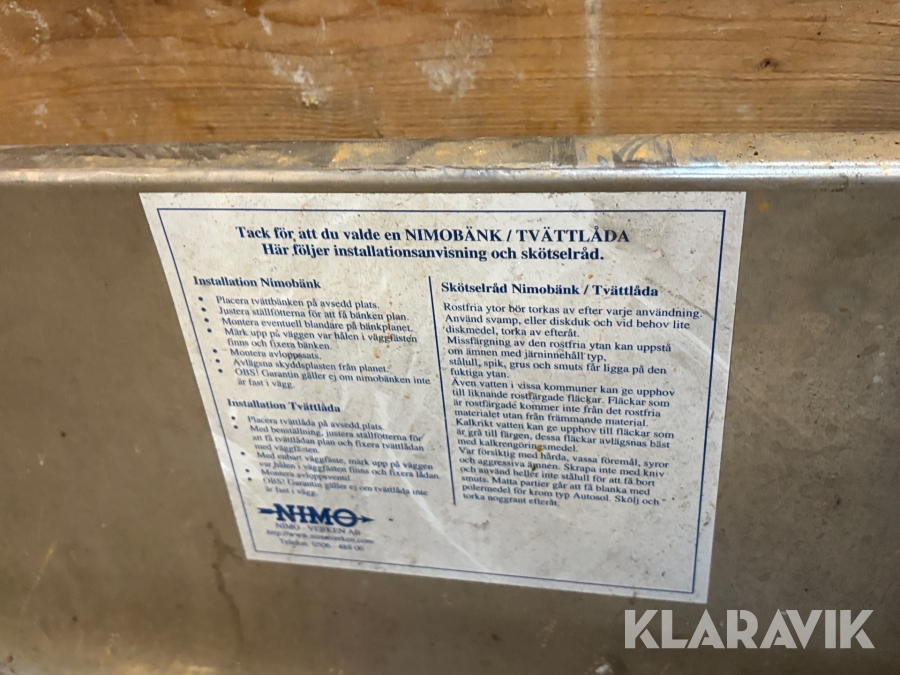 Tack för att du valde en NIMOBÄNK / TVÄTTLÅDA
Här följer installationsanvisning och skötselråd.
Installation Nimobänk
• Placera tvättbänken på avsedd plats.
• Justera ställfötterna för att få bänken plan.
• Montera eventuell blandare på bänkplanet.
• Märk upp på väggen var hålen i väggfästen
finns och fixera bänken.
• Montera avloppssats.
• Avlägsna skyddsplasten från planet.
• OBS! Garantin gäller ej om nimobänken inte
är fast i vägg.
Installation Tvättlåda
• Placera tvättlåda på avsedd plats.
• Med benställning, justera ställfötterna för
att få tvättlådan plan och fixera tvättlådan
med väggfästen.
• Med enbart väggfäste, märk upp på väggen
var hålen i väggfästen finns och fixera lådan
• Montera avloppsventil
• OBS! Garantin gäller ej om tvättlåda inte
är fast i vägg.
NIMO
NIMO - VERKEN AB
http://www.nimoverken.com
Telefon 0506 - 488 00
Skötselråd Nimobänk / Tvättlåda
Rostfria ytor bör torkas av efter varje användning.
Använd svamp, eller diskduk och vid behov lite
diskmedel, torka av efteråt.
Missfärgning av den rostfria ytan kan uppstå
om ämnen med järninnehåll typ,
stålull, spik, grus och smuts får ligga på den
fuktiga ytan.
Även vatten i vissa kommuner kan ge upphov
till liknande rostfärgade fläckar. Fläckar som
är rostfärgade kommer inte från det rostfria
materialet utan från främmande material.
Kalkrikt vatten kan ge upphov till fläckar som
är grå till färgen, dessa fläckar avlägsnas bäst
med kalkrengöringsmedel.
Var försiktig med hårda, vassa föremål, syror
och aggressiva ämnen. Skrapa inte med kniv
och använd heller inte stålull för att få bort
smuts. Matta partier går att få blanka med
polermedel för krom typ Autosol. Skölj och
torka noggrant efteråt.
KLARAVIK